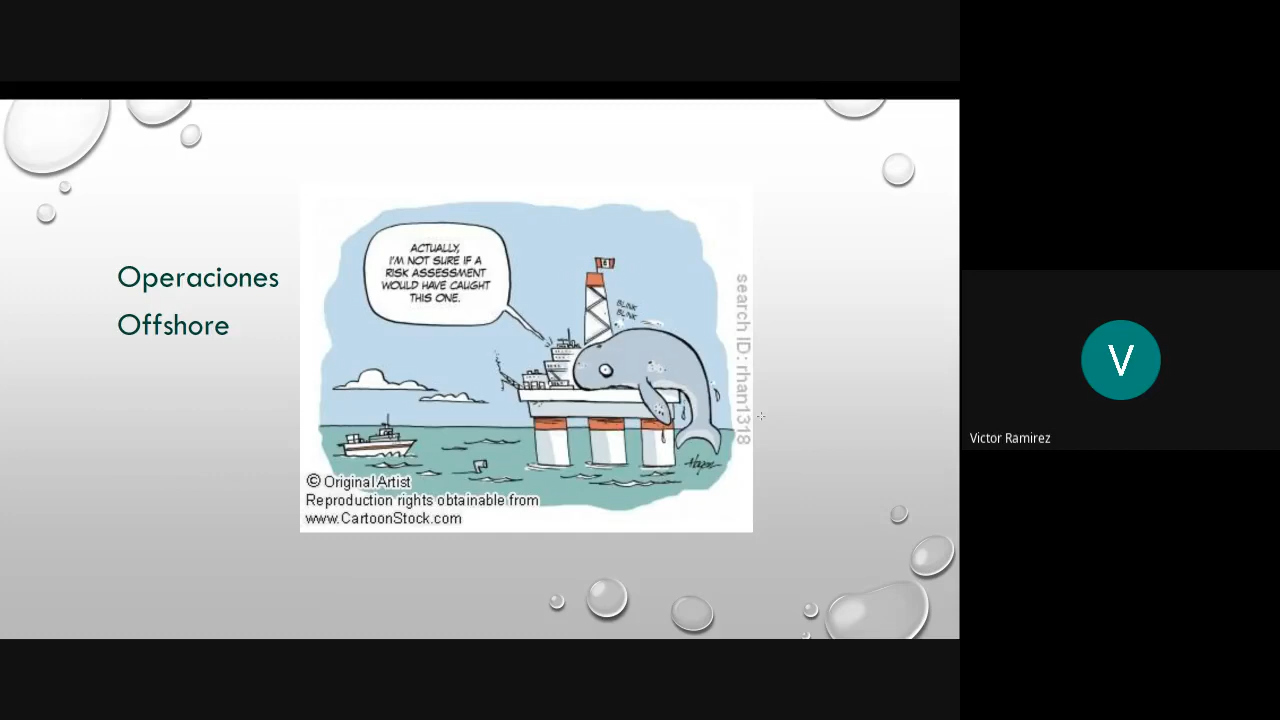 Operaciones
Offshore
ACTUALLY,
I'M NOT SURE IF A
RISK ASSESSMENT
WOULD HAVE CAUGHT
THIS ONE.
BLINK
BLINK
search ID: rhan1318
© Original Artist
Reproduction rights obtainable from
www.CartoonStock.com
V
Victor Ramirez